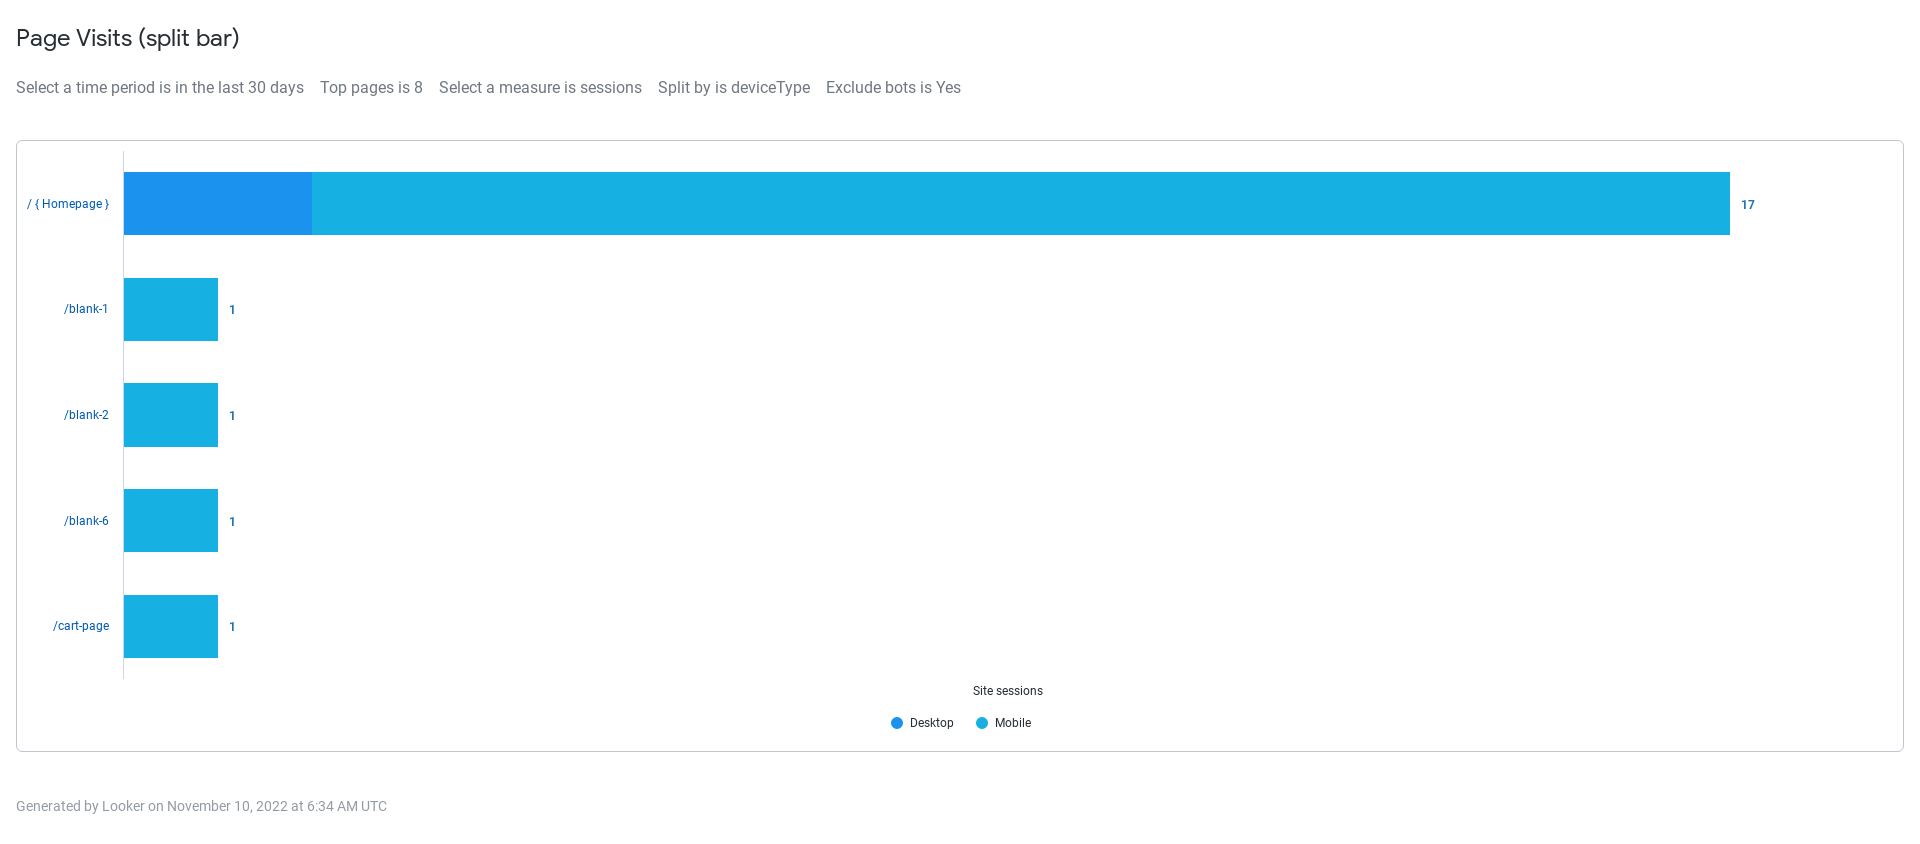 Page Visits (split bar)
Select a time period is in the last 30 days Top pages is 8 Select a measure is sessions Split by is deviceType Exclude bots is Yes
/ { Homepage } 17
/blank-1 1
/blank-2 1
/blank-6 1
/cart-page 1
Site sessions
Desktop Mobile
Generated by Looker on November 10, 2022 at 6:34 AM UTC